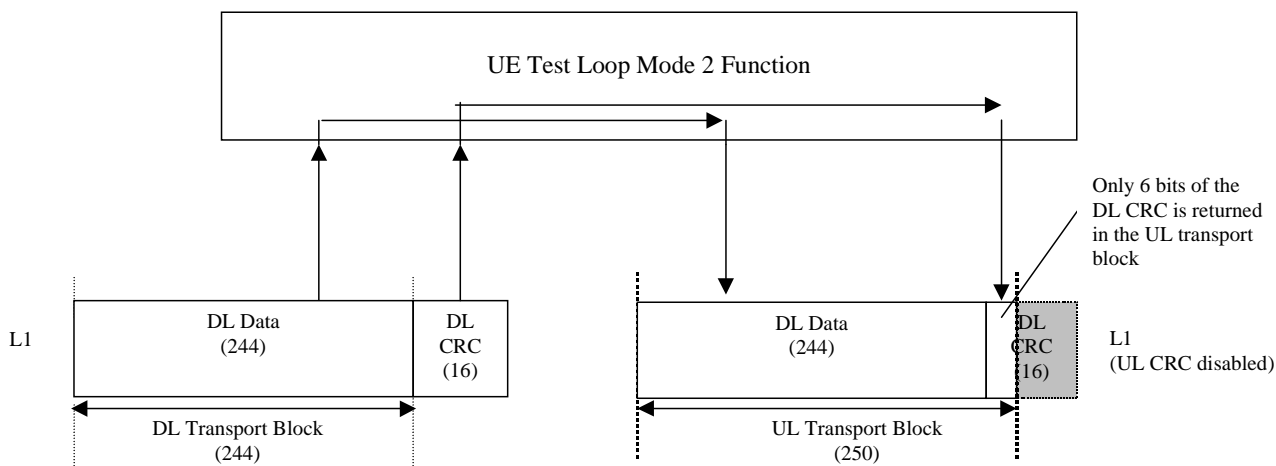 UE Test Loop Mode 2 Function
Only 6 bits of the
DL CRC is returned
in the UL transport
block
L1
DL Data
(244)
DL
CRC
(16)
DL Transport Block
(244)
DL Data
(244)
DL
CRC
(16)
UL Transport Block
(250)
L1
(UL CRC disabled)